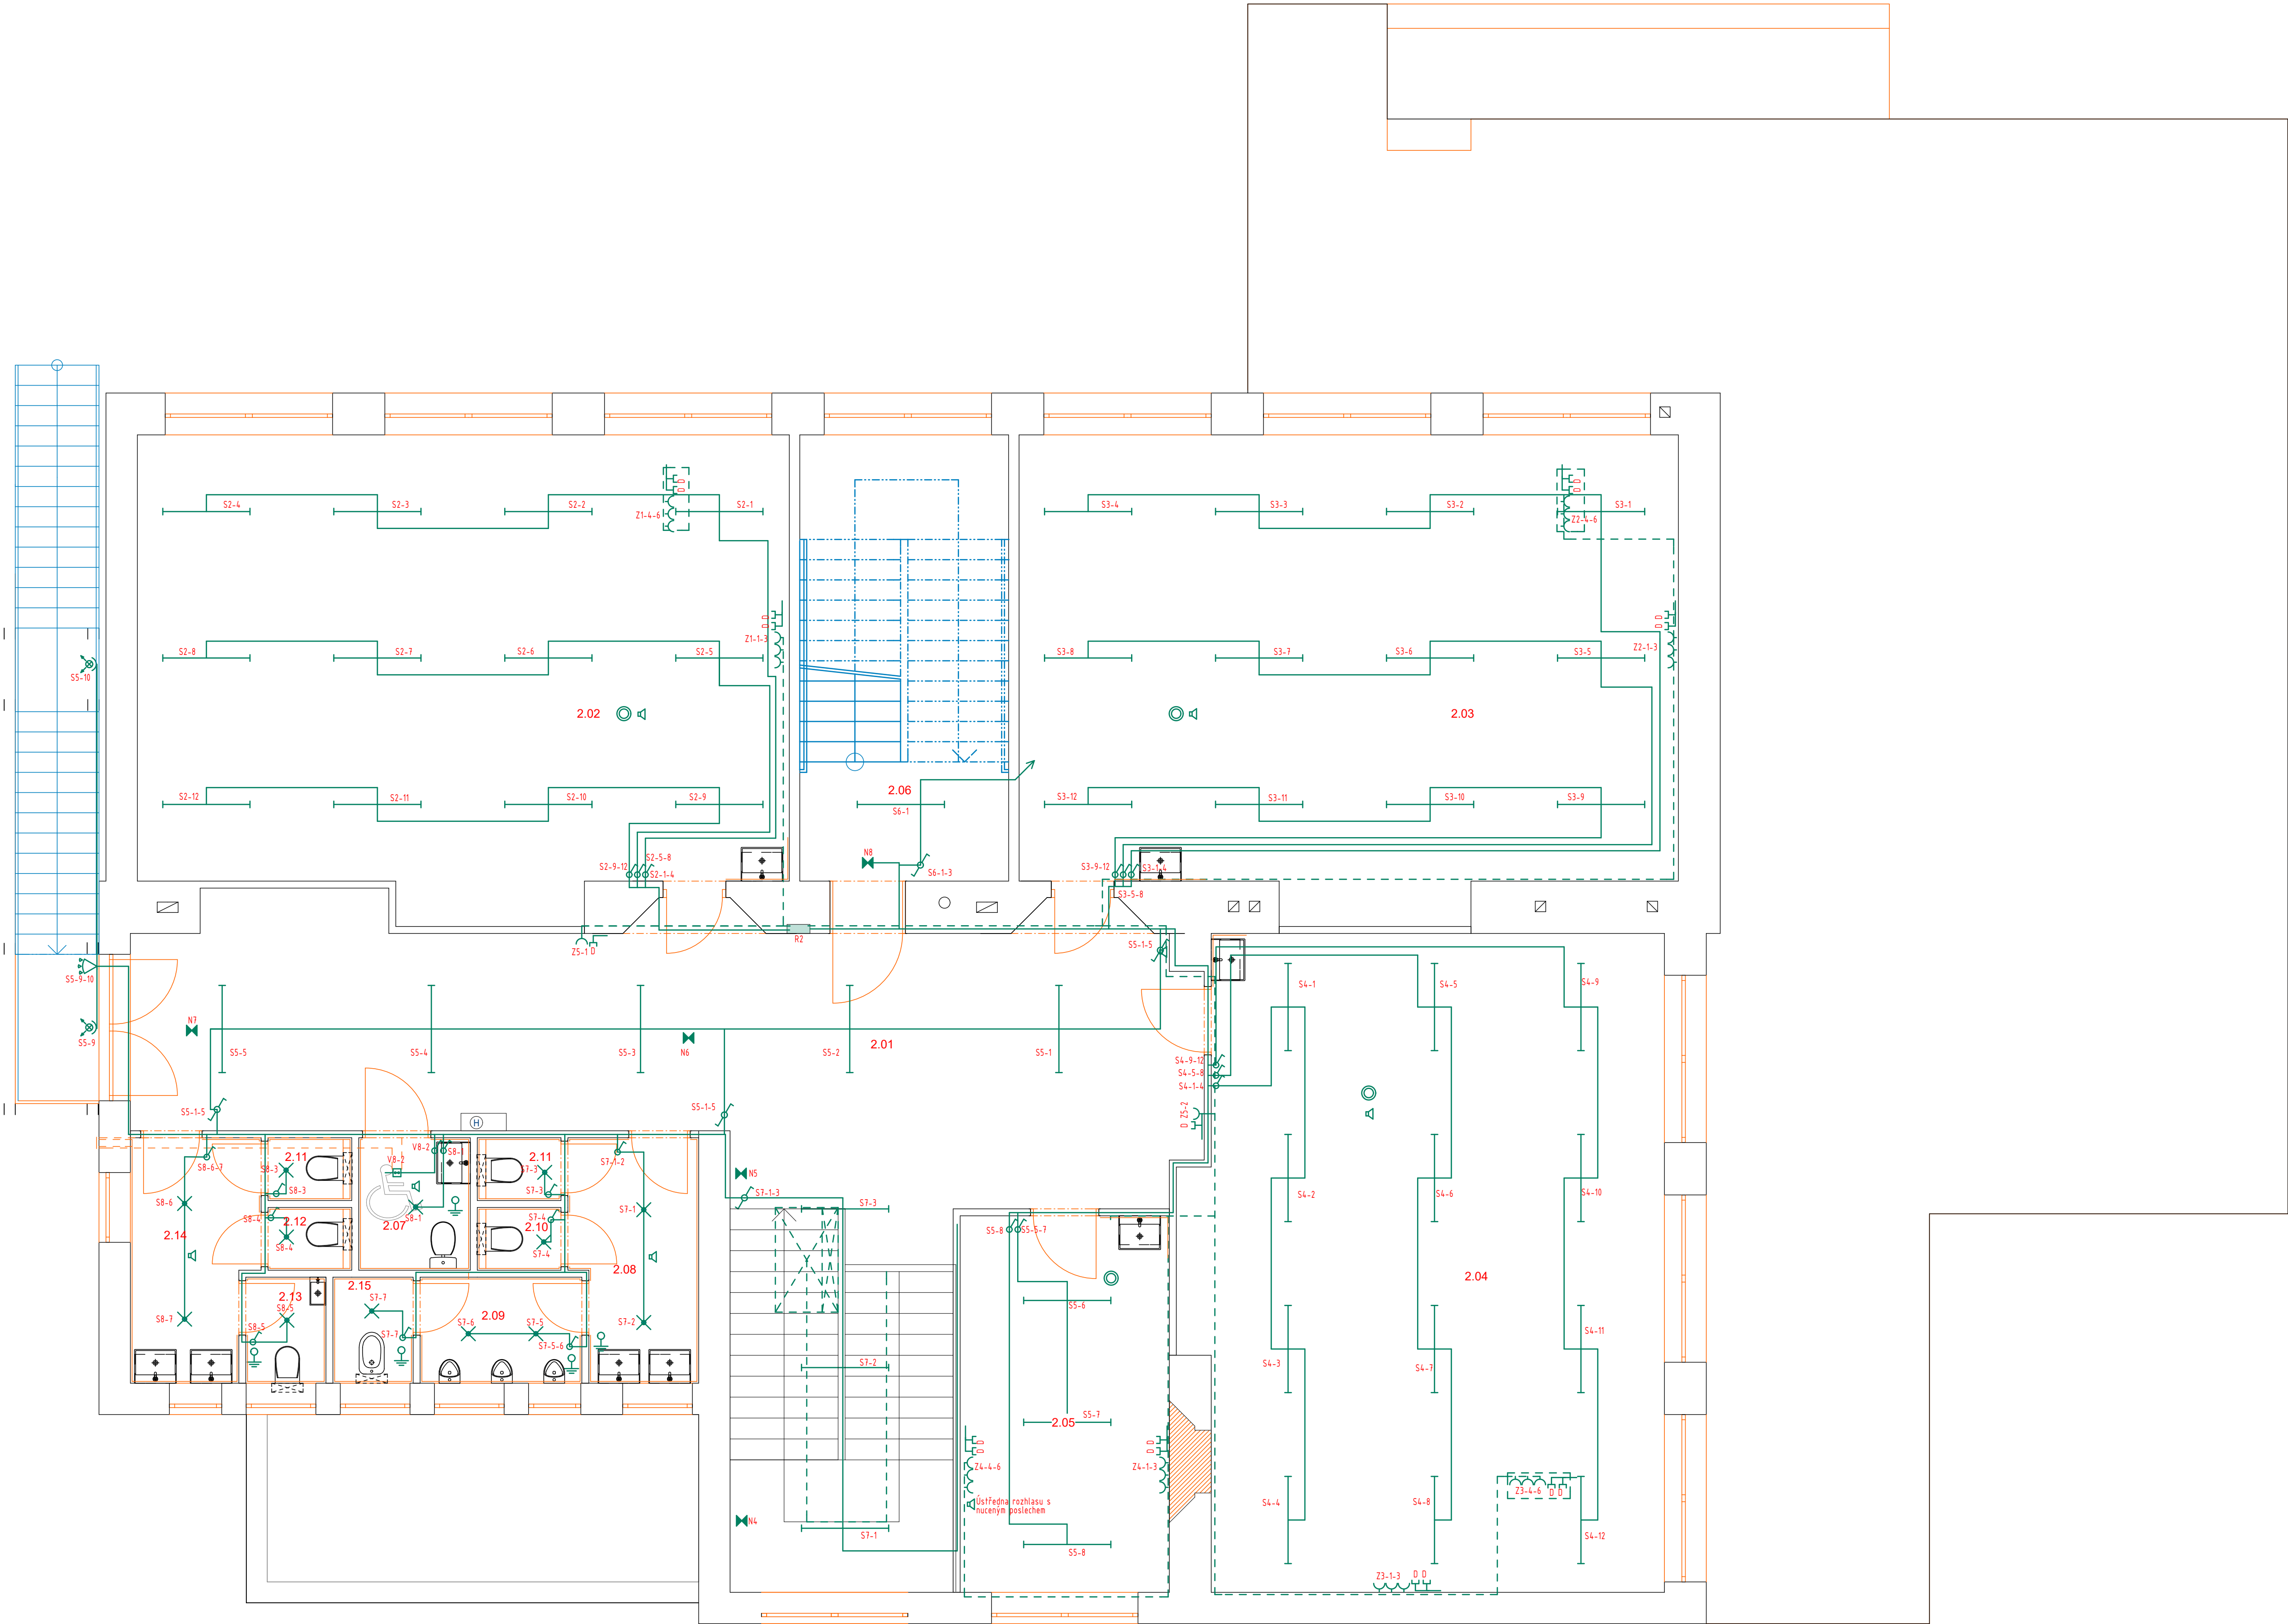 S2-4
S2-3
S2-2
Z1-4-6
D
D
S2-1
S3-4
S3-3
S3-2
D
D
Z2-4-6
S3-1
D
D
Z1-1-3
D
D
Z2-1-3
S2-8
S2-7
S2-6
S2-5
S3-8
S3-7
S3-6
S3-5
S5-10
2.02
2.03
S2-12
S2-11
S2-10
S2-9
2.06
S6-1
S3-12
S3-11
S3-10
S3-9
S2-5-8
S2-9-12
S2-1-4
N8
S6-1-3
S3-9-12
S3-1-4
S3-5-8
R2
Z5-1
D
S5-1-5
S5-9-10
S4-1
S4-5
S4-9
N7
S5-9
S5-5
S5-4
S5-3
N6
S5-2
2.01
S5-1
S4-9-12
S4-5-8
S4-1-4
S5-1-5
H
S5-1-5
Z5-2
D
V8-2
S8-1
V8-2
2.11
S8-3
S8-6-7
S8-3
2.11
S7-3
S7-3
S7-1-2
N5
S7-1-3
S8-6
S8-4
2.12
S8-4
2.07
S8-1
S7-4
2.10
S7-4
S7-1
S7-3
2.14
2.08
S5-8
S5-5-7
S4-2
S4-6
S4-10
2.04
2.13
S8-5
S8-5
2.15
S7-7
S7-7
2.09
S7-6
S7-5
S7-5-6
S7-2
S8-7
S5-6
S7-2
S4-3
S4-7
S4-11
2.05
S5-7
D
D
Z4-4-6
D
D
Z4-1-3
Ústředna rozhlasu s
nuceným poslechem
N4
S7-1
S5-8
S4-4
S4-8
Z3-4-6
D
D
S4-12
Z3-1-3
D
D